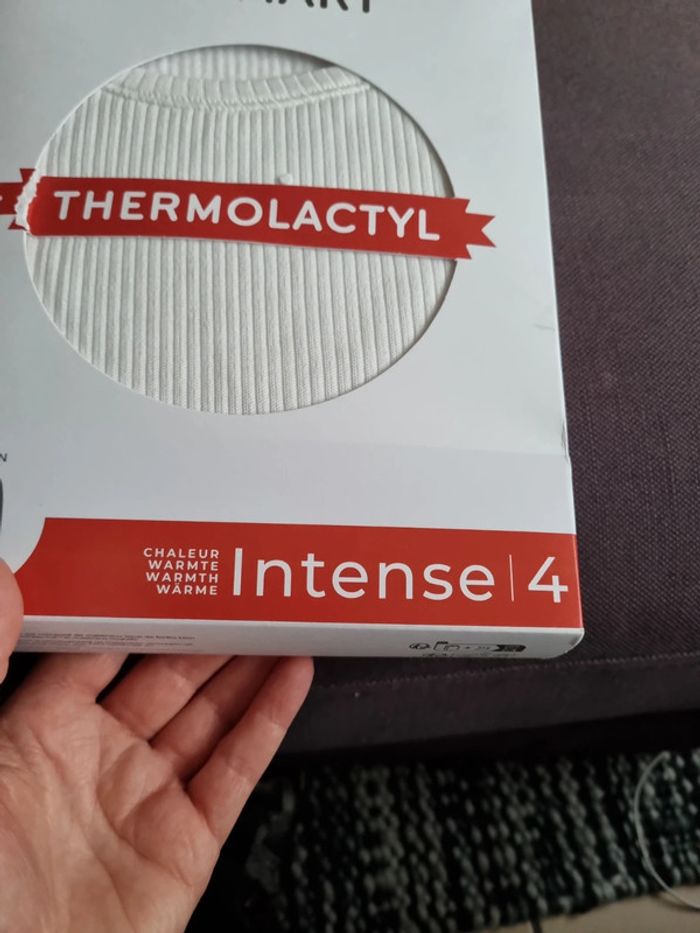 THERMOLACTYL
CHALEUR
WARMTE
WARMTH
WÄRME
Intense | 4